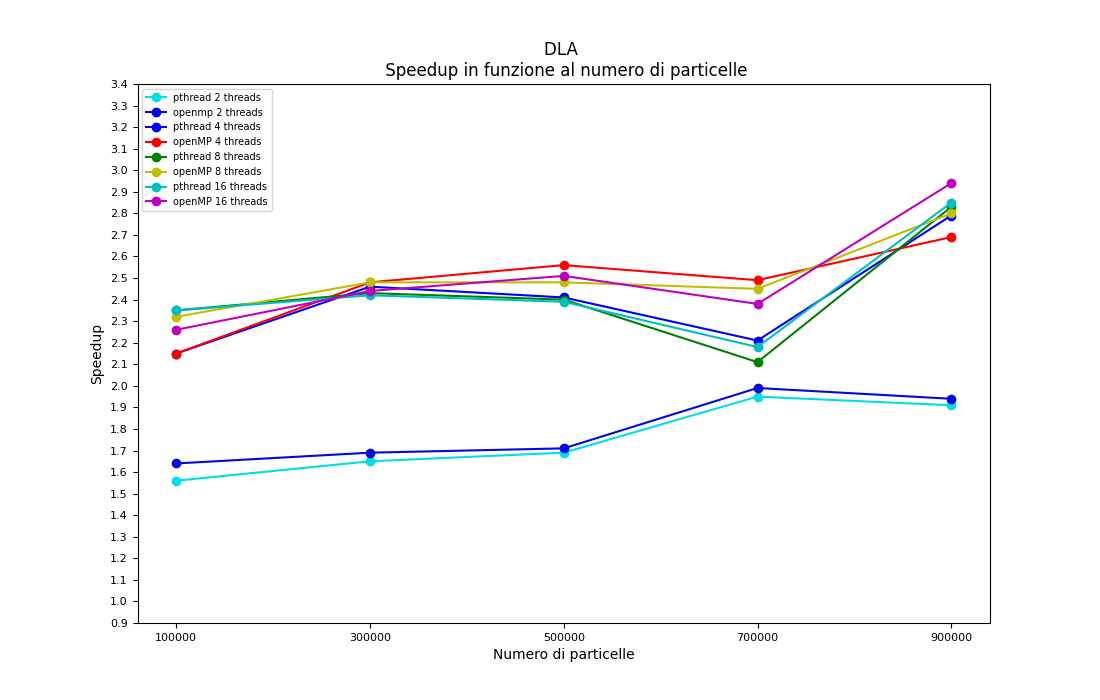 DLA
Speedup in funzione al numero di particelle
3.4
3.3
3.2
3.1
3.0
2.9
2.8
2.7
2.6
2.5
2.4
2.3
2.2
2.1
2.0
1.9
1.8
1.7
1.6
1.5
1.4
1.3
1.2
1.1
1.0
0.9
Speedup
pthread 2 threads
openmp 2 threads
pthread 4 threads
openMP 4 threads
pthread 8 threads
openMP 8 threads
pthread 16 threads
openMP 16 threads
100000 300000 500000 700000 900000
Numero di particelle